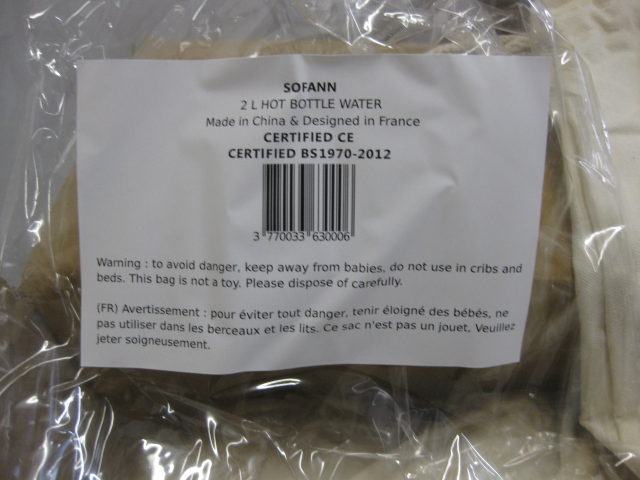 SOFANN
2 L HOT BOTTLE WATER
Made in China & Designed in France
CERTIFIED CE
CERTIFIED BS1970-2012
3 770033 630006
Warning : to avoid danger, keep away from babies, do not use in cribs and
beds. This bag is not a toy. Please dispose of carefully.
(FR) Avertissement : pour éviter tout danger, tenir éloigné des bébés, ne
pas utiliser dans les berceaux et les lits. Ce sac n'est pas un jouet, Veuillez
jeter soigneusement.